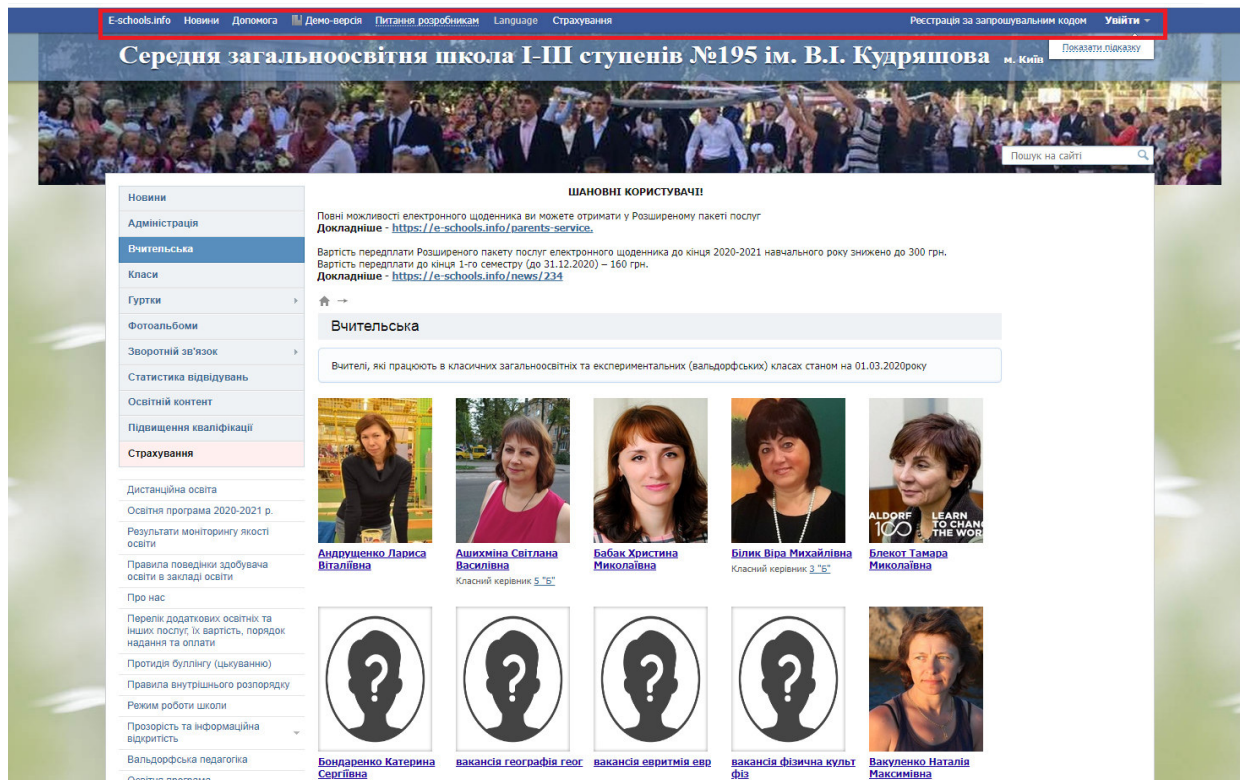 E-schools.info Новини Допомога Демо-версія Питання розробникам Language Страхування Реєстрація за запрошувальним кодом Увійти
Середня загальноосвітня школа І-ІІІ ступенів №195 ім. В.І. Кудряшова м. Київ
Показати підказку
Пошук на сайті
Новини
Адміністрація
Вчительська
Класи
Гуртки
Фотоальбоми
Зворотній зв'язок
Статистика відвідувань
Освітній контент
Підвищення кваліфікації
Страхування
Дистанційна освіта
Освітня програма 2020-2021 р.
Результати моніторингу якості
освіти
Правила поведінки здобувача
освіти в закладі освіти
Про нас
Перелік додаткових освітніх та
інших послуг, їх вартість, порядок
надання та оплати
Протидія буллінгу (цькуванню)
Правила внутрішнього розпорядку
Режим роботи школи
Прозорість та інформаційна
відкритість
Вальдорфська педагогіка
Освітня програма
ШАНОВНІ КОРИСТУВАЧІ!
Повні можливості електронного щоденника ви можете отримати у Розширеному пакеті послуг
Докладніше - https://e-schools.info/parents-service.
Вартість передплати Розширеного пакету послуг електронного щоденника до кінця 2020-2021 навчального року знижено до 300 грн.
Вартість передплати до кінця 1-го семестру (до 31.12.2020) – 160 грн.
Докладніше - https://e-schools.info/news/234
Вчительська
Вчителі, які працюють в класичних загальноосвітніх та експериментальних (вальдорфських) класах станом на 01.03.2020року
ALDORF LEARN
100 TO CHANG
THE WOR
Андрущенко Лариса
Віталіївна
Ашихміна Світлана
Василівна
Класний керівник 5 "Б"
Бабак Христина
Миколаївна
Білик Віра Михайлівна
Класний керівник 3 "Б"
Блекот Тамара
Миколаївна
Бондаренко Катерина
Сергіївна
вакансія географія геог
вакансія евритмія евр
вакансія фізична культ
фіз
Вакуленко Наталія
Максимівна